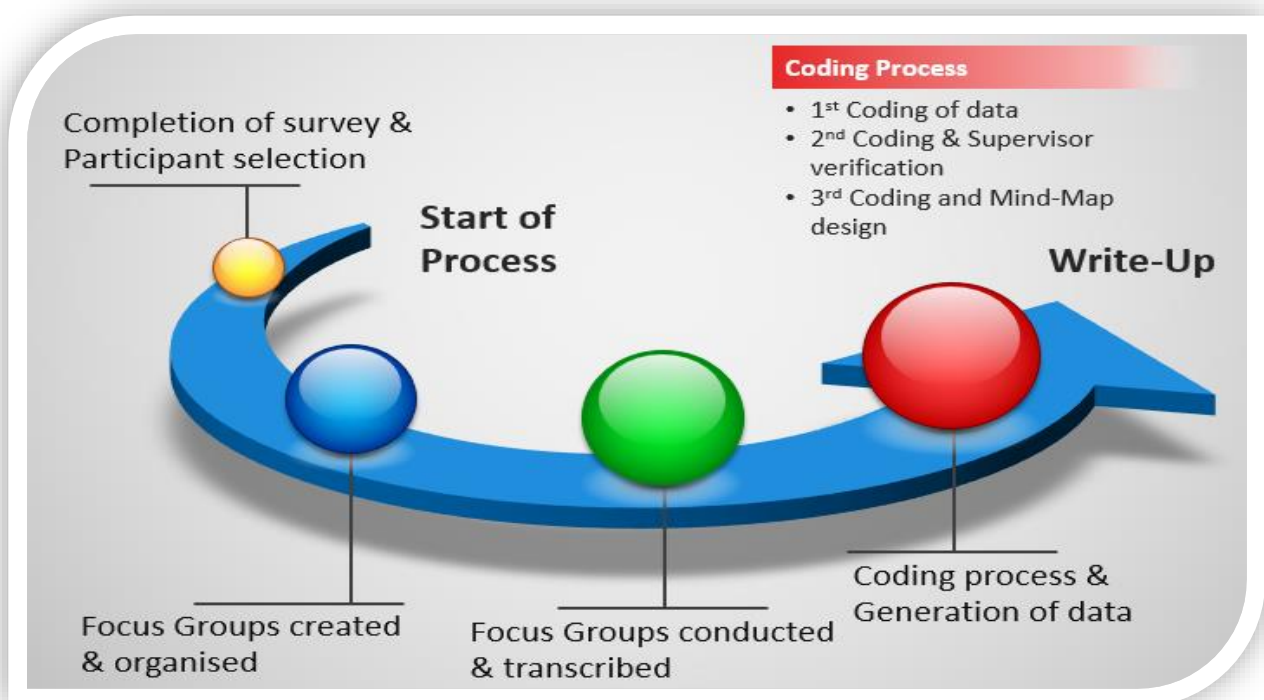 Completion of survey &
Participant selection
Start of
Process
Coding Process
• 1st Coding of data
• 2nd Coding & Supervisor
verification
• 3rd Coding and Mind-Map
design
Write-Up
Focus Groups created
& organised
Focus Groups conducted
& transcribed
Coding process &
Generation of data